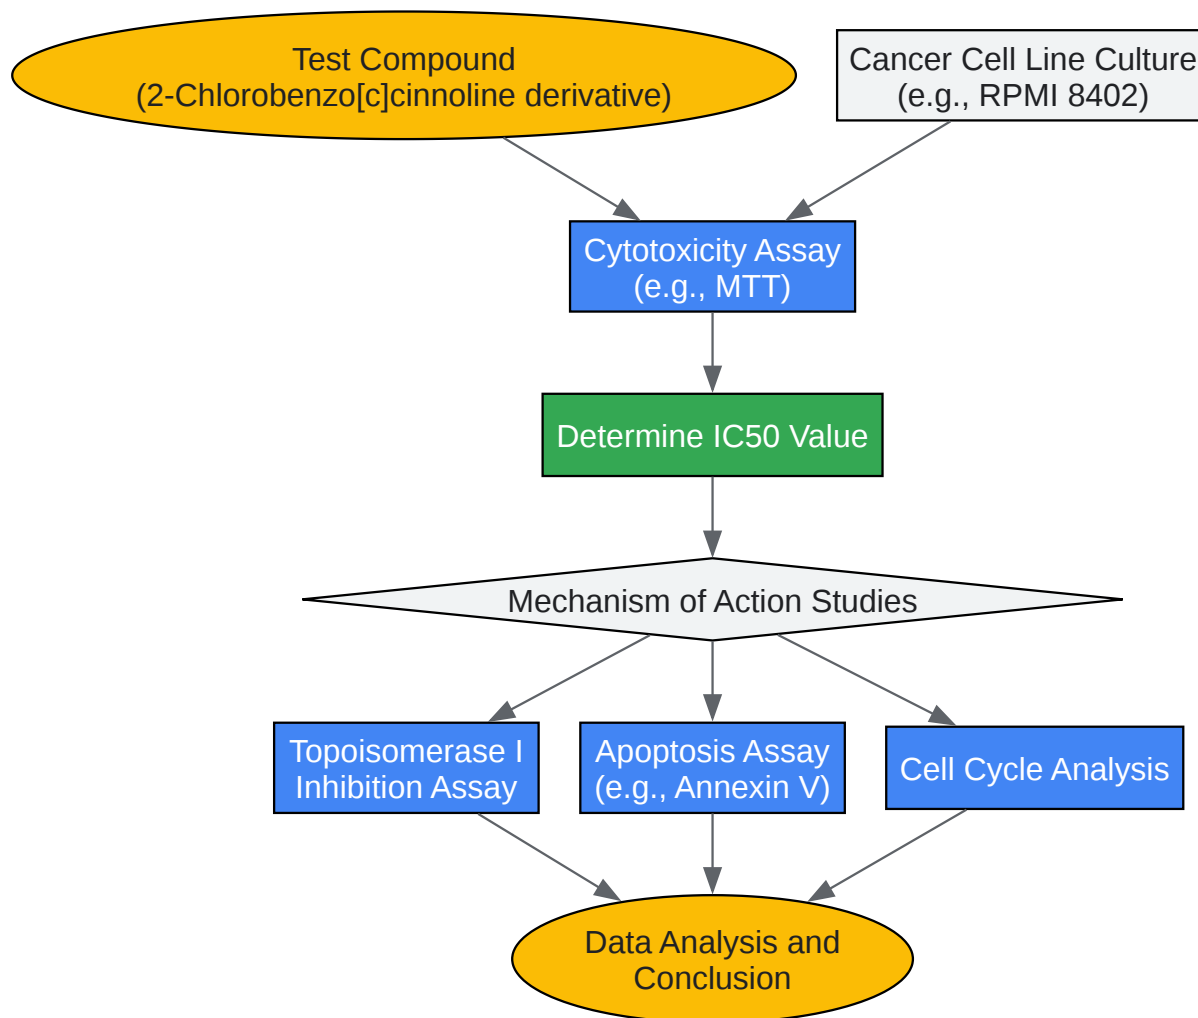 Test Compound
(2-Chlorobenzo[c]cinnoline derivative)
Cancer Cell Line Culture
(e.g., RPMI 8402)
Cytotoxicity Assay
(e.g., MTT)
Determine IC50 Value
Mechanism of Action Studies
Topoisomerase I
Inhibition Assay
Apoptosis Assay
(e.g., Annexin V)
Cell Cycle Analysis
Data Analysis and
Conclusion